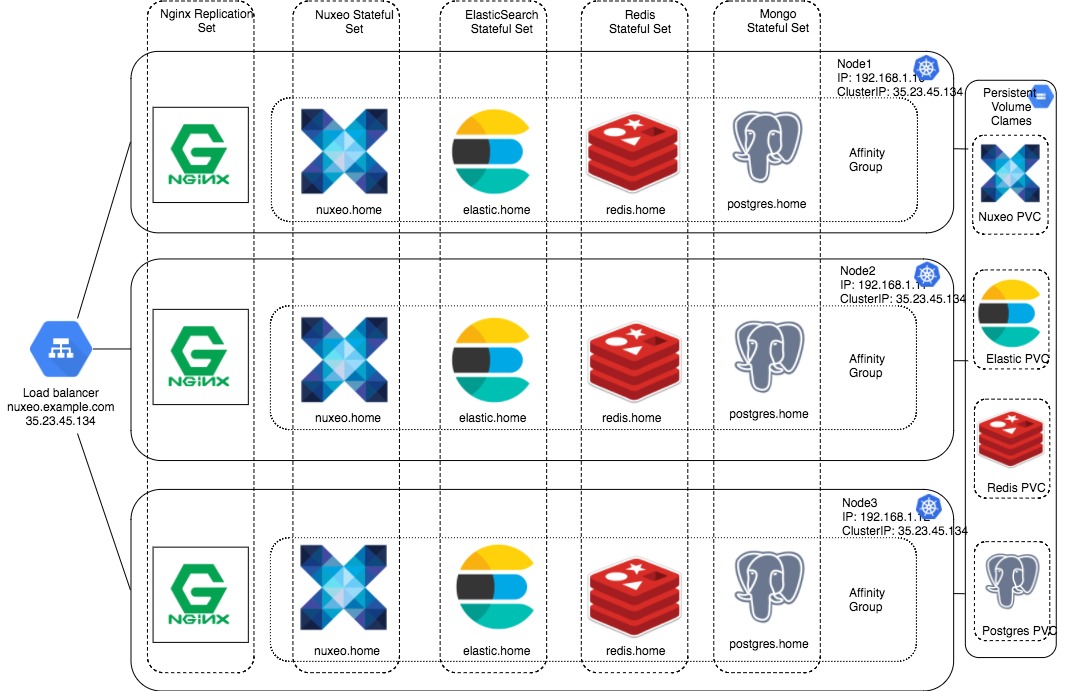 Nginx Replication
Set
Nuxeo Stateful
Set
ElasticSearch
Stateful Set
Redis
Stateful Set
Mongo
Stateful Set
Node1
IP: 192.168.1.10
ClusterIP: 35.23.45.134
NGINX
nuxeo.home
elastic.home
redis.home
postgres.home
Affinity
Group
Node2
IP: 192.168.1.11
ClusterIP: 35.23.45.134
NGINX
nuxeo.home
elastic.home
redis.home
postgres.home
Affinity
Group
Node3
IP: 192.168.1.12
ClusterIP: 35.23.45.134
NGINX
nuxeo.home
elastic.home
redis.home
postgres.home
Affinity
Group
Load balancer
nuxeo.example.com
35.23.45.134
Persistent
Volume
Clames
Nuxeo PVC
Elastic PVC
Redis PVC
Postgres PVC